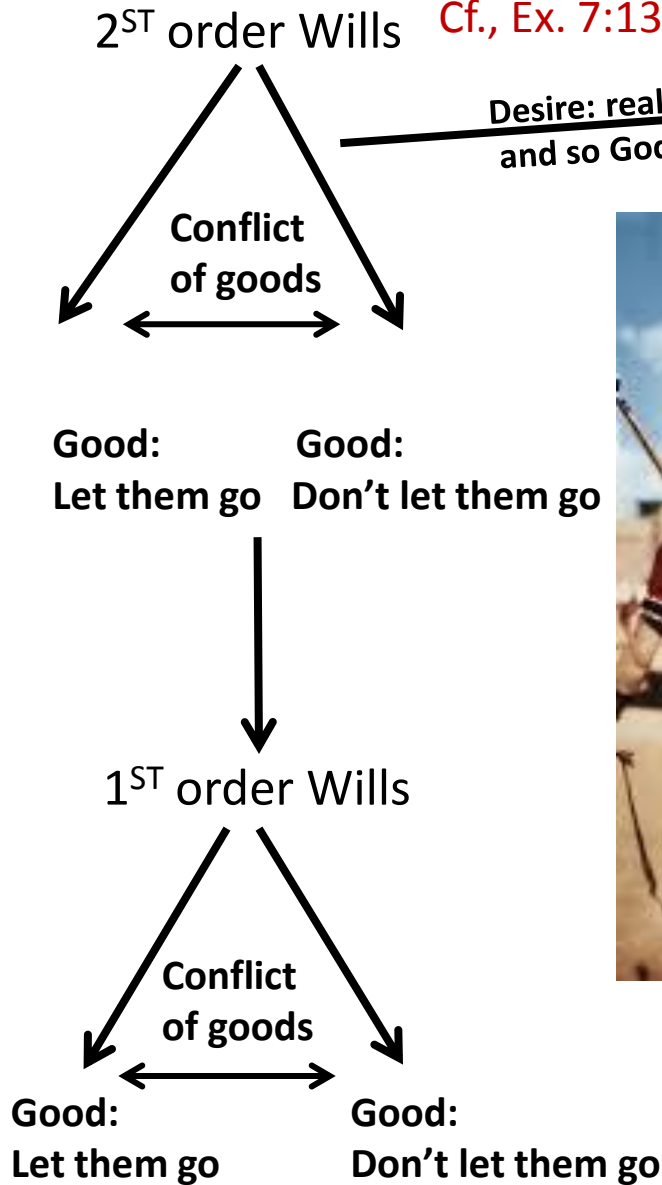 2ST order Wills
Cf., Ex. 7:13
Desire: real
and so
Conflict
of goods
Good:
Let them go
Good:
Don’t let them go
1ST order Wills
Conflict
of goods
Good:
Let them go
Good:
Don’t let them go